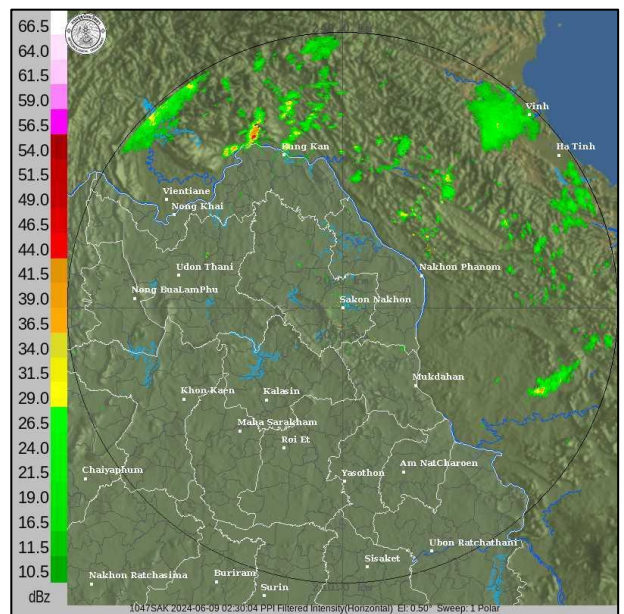 66.5
64.0
61.5
59.0
56.5
54.0
51.5
49.0
46.5
44.0
41.5
39.0
36.5
34.0
31.5
29.0
26.5
24.0
21.5
19.0
16.5
13.0
11.5
10.5
dBz
Vinh
Ha Tinh
Bung Kan
Vientiane
Nong Khai
Udon Thani
Nakhon Phanom
Nong BuaLamPhu
Sakon Nakhon
Mukdahan
Khon Kaen
Kalasin
Maha Sarakham
Roi Et
Chaiyaphum
Am NatCharoen
Yasothon
Ubon Ratchathani
Sisaket
Nakhon Ratchasima
Buriram
Surin
1047SAK 2024-06-09 02:30:04 PPI Filtered Intensity(Horizontal) El: 0.50° Sweep: 1 Polar